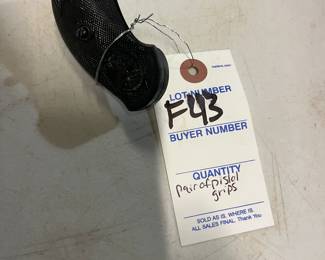 LOT NUMBER
F43
BUYER NUMBER
QUANTITY
pair of pistol
grips
SOLD AS IS, WHERE IS.
ALL SALES FINAL. Thank You